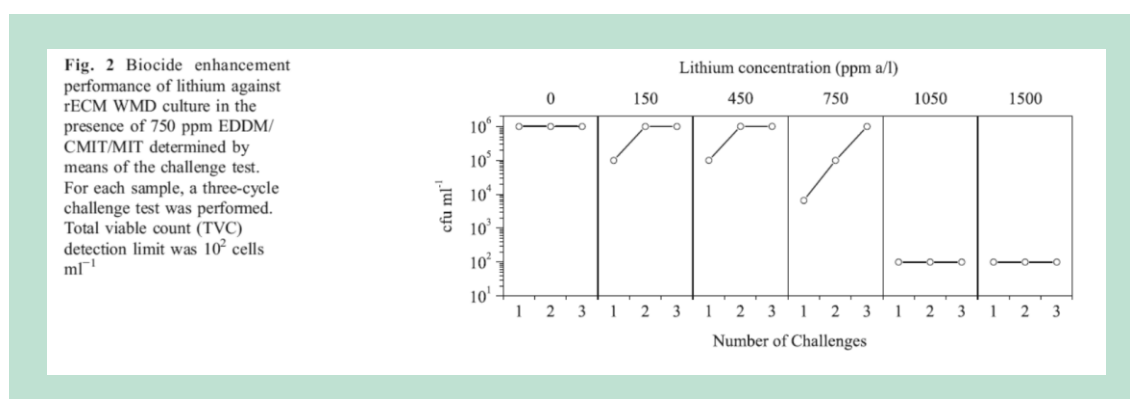 Fig. 2 Biocide enhancement
performance of lithium against
rECM WMD culture in the
presence of 750 ppm EDDM/
CMIT/MIT determined by
means of the challenge test.
For each sample, a three-cycle
challenge test was performed.
Total viable count (TVC)
detection limit was 10² cells
ml⁻¹
Lithium concentration (ppm a/l)
0 150 450 750 1050 1500
10⁶
10⁵
10⁴
10³
10²
10¹
cfu ml⁻¹
1 2 3 1 2 3 1 2 3 1 2 3 1 2 3 1 2 3
Number of Challenges